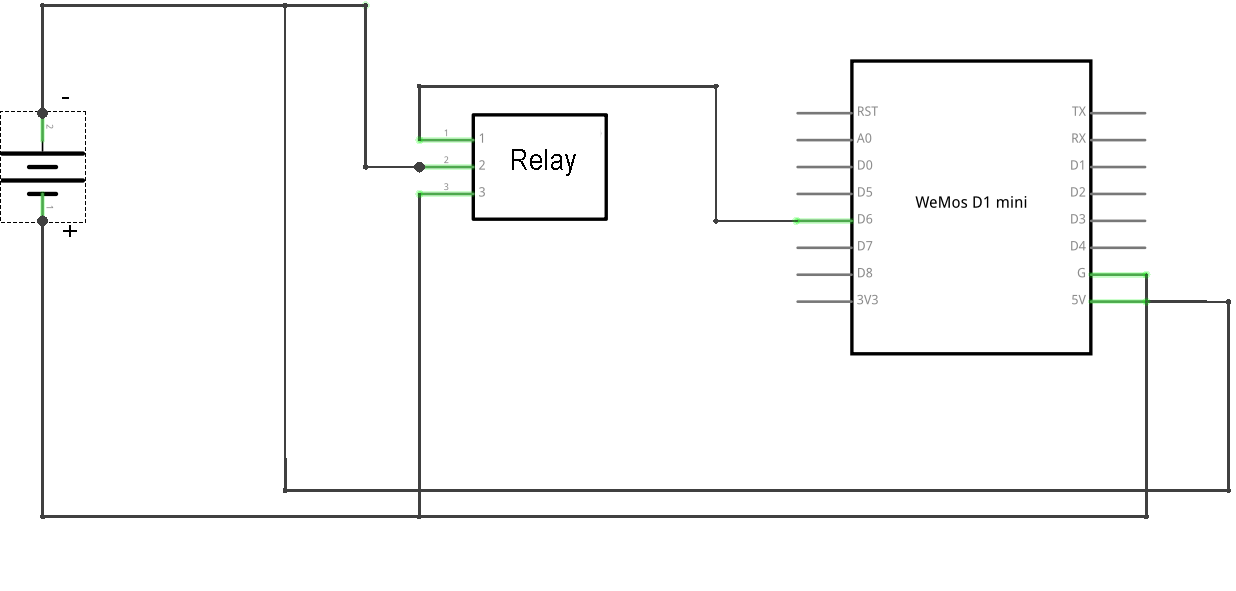 -
2
1
+
1 1
2 2
3 3
Relay
RST
A0
D0
D5
D6
D7
D8
3V3
WeMos D1 mini
TX
RX
D1
D2
D3
D4
G
5V